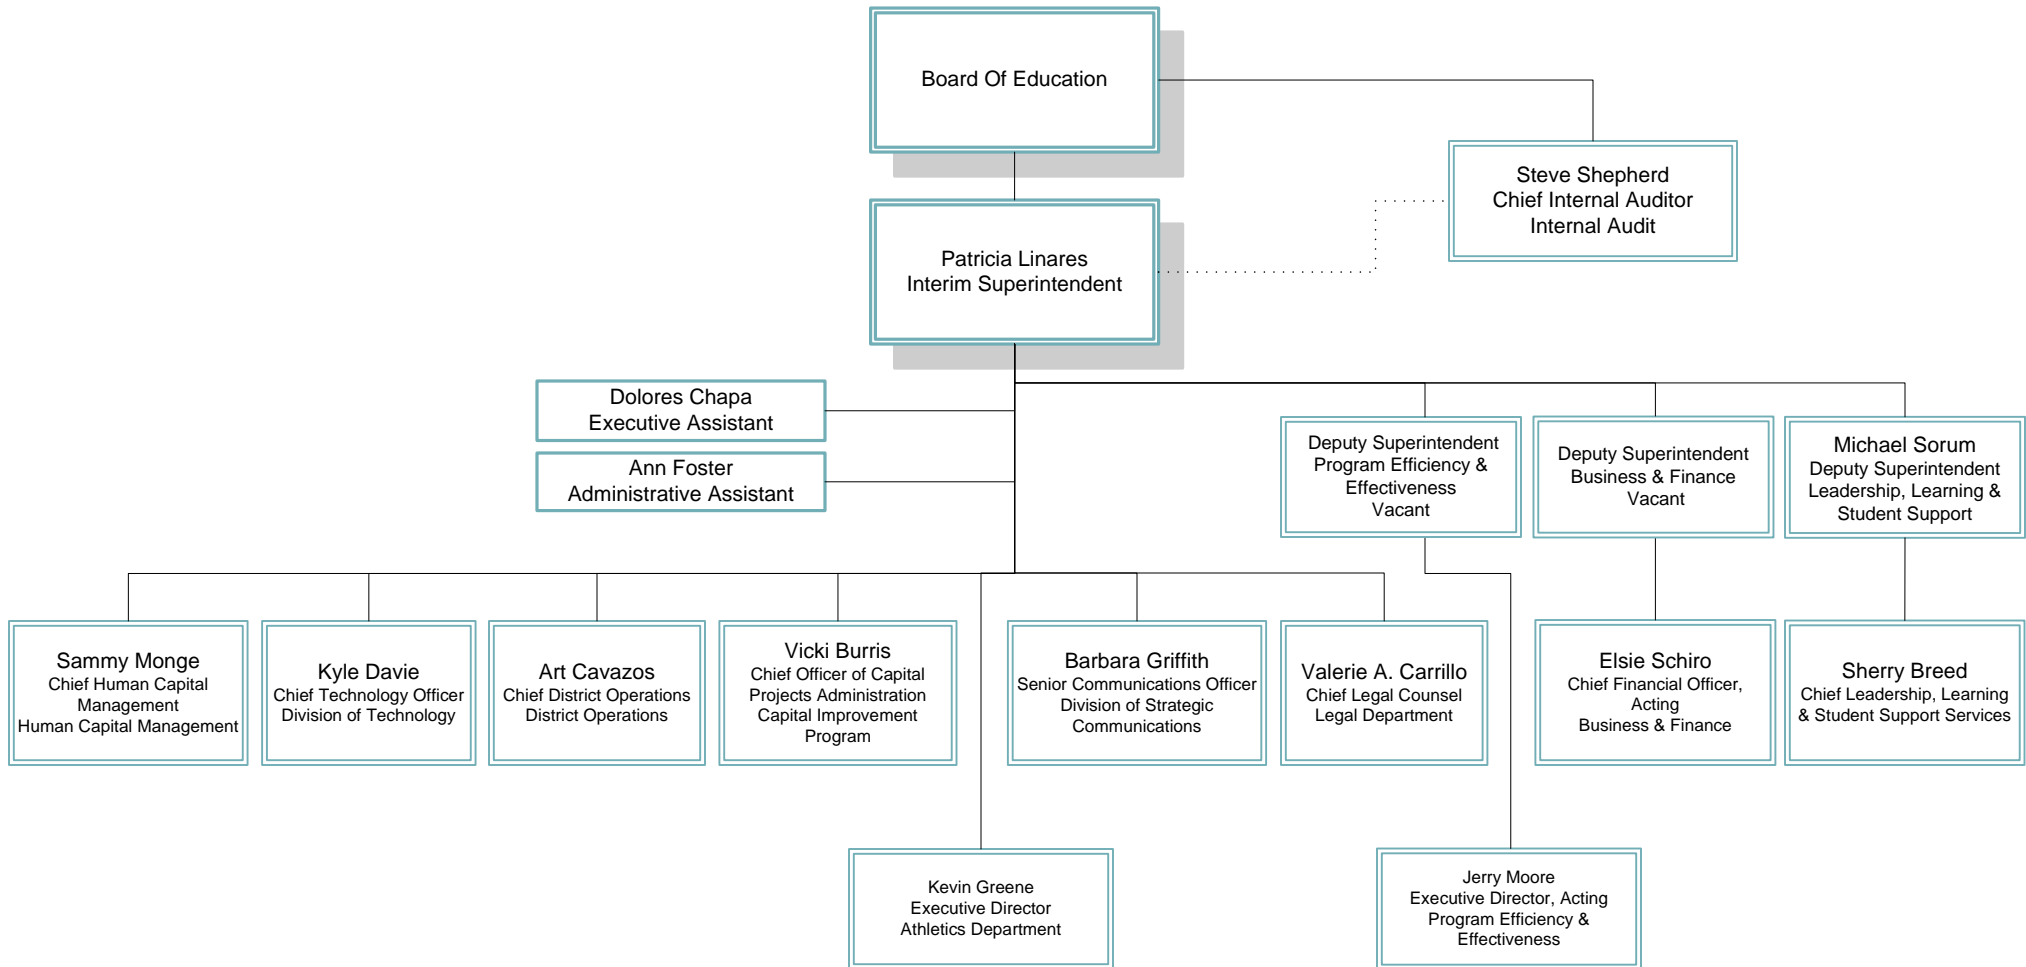 Board Of Education
Steve Shepherd
Chief Internal Auditor
Internal Audit
Patricia Linares
Interim Superintendent
Dolores Chapa
Executive Assistant
Ann Foster
Administrative Assistant
Deputy Superintendent
Program Efficiency &
Effectiveness
Vacant
Deputy Superintendent
Business & Finance
Vacant
Michael Sorum
Deputy Superintendent
Leadership, Learning &
Student Support
Sammy Monge
Chief Human Capital
Management
Human Capital Management
Kyle Davie
Chief Technology Officer
Division of Technology
Art Cavazos
Chief District Operations
District Operations
Vicki Burris
Chief Officer of Capital
Projects Administration
Capital Improvement
Program
Barbara Griffith
Senior Communications Officer
Division of Strategic
Communications
Valerie A. Carrillo
Chief Legal Counsel
Legal Department
Elsie Schiro
Chief Financial Officer,
Acting
Business & Finance
Sherry Breed
Chief Leadership, Learning
& Student Support Services
Kevin Greene
Executive Director
Athletics Department
Jerry Moore
Executive Director, Acting
Program Efficiency &
Effectiveness